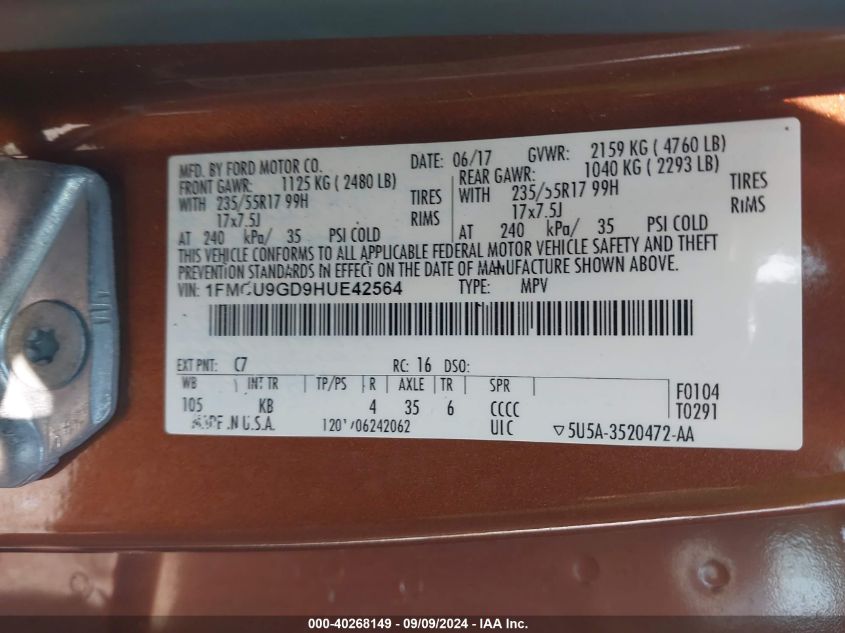 MFD. BY FORD MOTOR CO. DATE: 06/17 GVWR: 2159 KG ( 4760 LB)
FRONT GAWR: 1125 KG ( 2480 LB) REAR GAWR: 1040 KG ( 2293 LB)
WITH 235/55R17 99H TIRES WITH 235/55R17 99H TIRES
17x7.5J RIMS 17x7.5J RIMS
AT 240 kPa/ 35 PSI COLD AT 240 kPa/ 35 PSI COLD
THIS VEHICLE CONFORMS TO ALL APPLICABLE FEDERAL MOTOR VEHICLE SAFETY AND THEFT
PREVENTION STANDARDS IN EFFECT ON THE DATE OF MANUFACTURE SHOWN ABOVE.
VIN: 1FMCU9GD9HUE42564 TYPE: MPV
EXT PNT: C7 RC: 16 DSO:
WB INT TR TP/PS R AXLE TR SPR F0104
105 KB 4 35 6 CCCC T0291
MADE IN U.S.A. 06242062 UIC ▽5U5A-3520472-AA
000-40268149 - 09/09/2024 - IAA Inc.